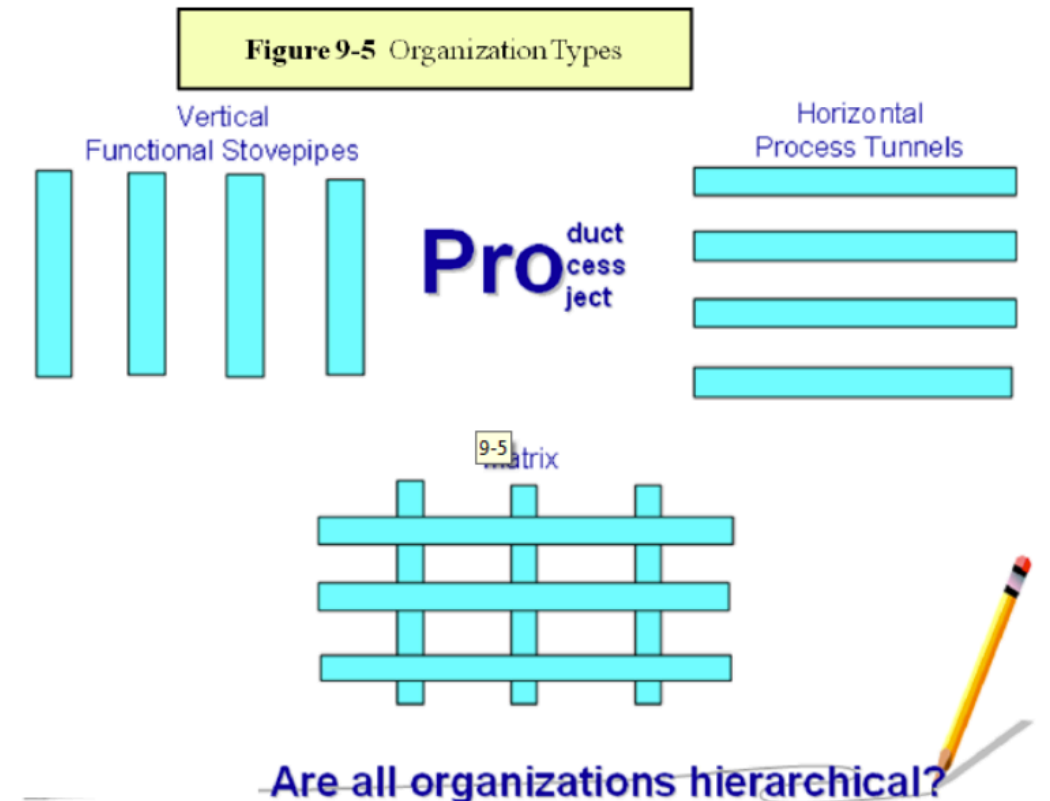 Figure 9-5 Organization Types
Vertical
Functional Stovepipes
Horizontal
Process Tunnels
Pro
duct
cess
ject
9-5
atrix
Are all organizations hierarchical?